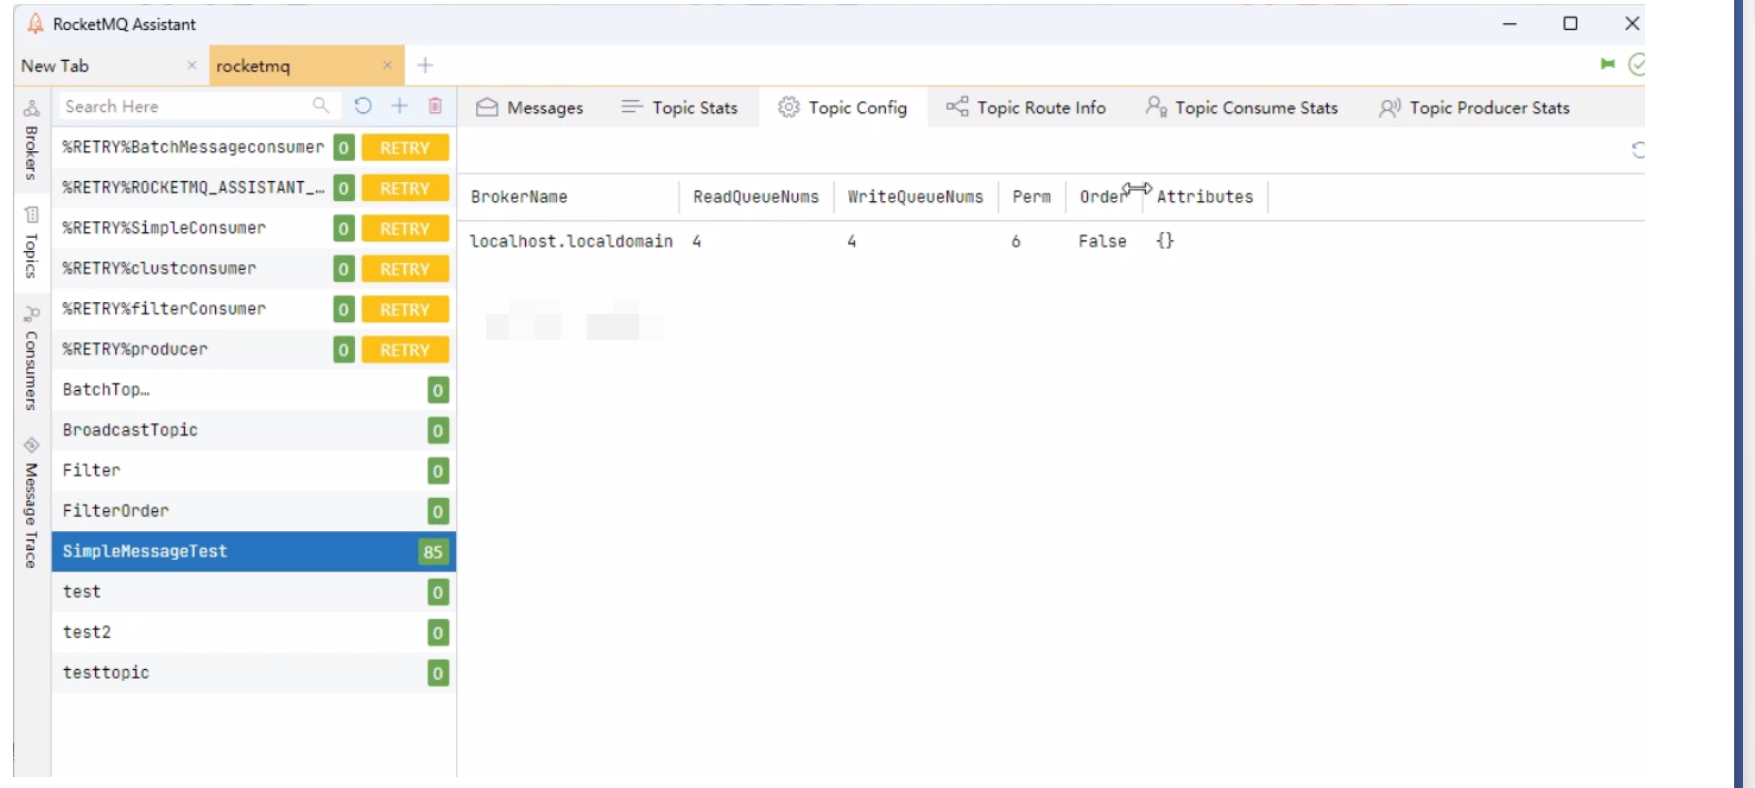 RocketMQ Assistant
New Tab × rocketmq × +
Search Here
Messages Topic Stats Topic Config Topic Route Info Topic Consume Stats Topic Producer Stats
Brokers
Topics
Consumers
Message Trace
%RETRY%BatchMessageconsumer 0 RETRY
%RETRY%ROCKETMQ_ASSISTANT_… 0 RETRY
%RETRY%SimpleConsumer 0 RETRY
%RETRY%clustconsumer 0 RETRY
%RETRY%filterConsumer 0 RETRY
%RETRY%producer 0 RETRY
BatchTop… 0
BroadcastTopic 0
Filter 0
FilterOrder 0
SimpleMessageTest 85
test 0
test2 0
testtopic 0
BrokerName ReadQueueNums WriteQueueNums Perm Order Attributes
localhost.localdomain 4 4 6 False {}